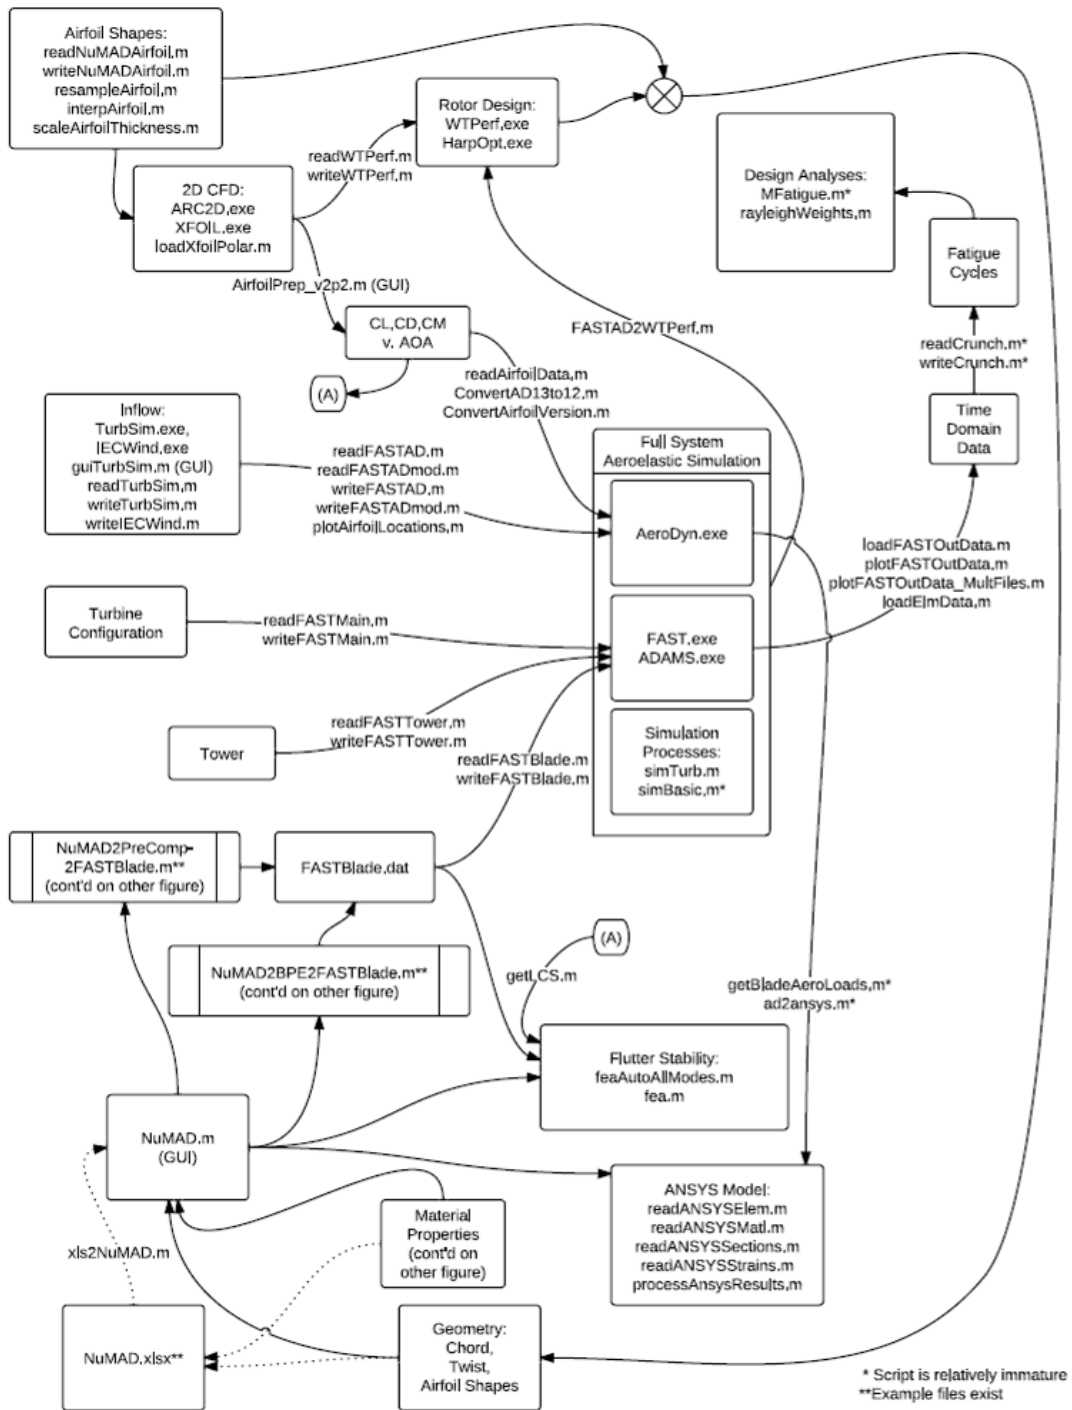 Airfoil Shapes:
readNuMADAirfoil.m
writeNuMADAirfoil.m
resampleAirfoil.m
interpAirfoil.m
scaleAirfoilThickness.m
Rotor Design:
WTPerf.exe
HarpOpt.exe
readWTPerf.m
writeWTPerf.m
2D CFD:
ARC2D.exe
XFOIL.exe
loadXfoilPolar.m
Design Analyses:
MFatigue.m*
rayleighWeights.m
Fatigue
Cycles
AirfoilPrep_v2p2.m (GUI)
CL,CD,CM
v. AOA
FASTAD2WTPerf.m
readCrunch.m*
writeCrunch.m*
(A)
readAirfoilData.m
ConvertAD13to12.m
ConvertAirfoilVersion.m
Time
Domain
Data
Inflow:
TurbSim.exe,
IECWind.exe
guiTurbSim.m (GUI)
readTurbSim.m
writeTurbSim.m
writeIECWind.m
readFASTAD.m
readFASTADmod.m
writeFASTAD.m
writeFASTADmod.m
plotAirfoilLocations.m
Full System
Aeroelastic Simulation
AeroDyn.exe
loadFASTOutData.m
plotFASTOutData.m
plotFASTOutData_MultFiles.m
loadElmData.m
Turbine
Configuration
readFASTMain.m
writeFASTMain.m
FAST.exe
ADAMS.exe
Tower
readFASTTower.m
writeFASTTower.m
readFASTBlade.m
writeFASTBlade.m
Simulation
Processes:
simTurb.m
simBasic.m*
NuMAD2PreComp-
2FASTBlade.m**
(cont'd on other figure)
FASTBlade.dat
NuMAD2BPE2FASTBlade.m**
(cont'd on other figure)
(A)
getLCS.m
getBladeAeroLoads.m*
ad2ansys.m*
Flutter Stability:
feaAutoAllModes.m
fea.m
NuMAD.m
(GUI)
ANSYS Model:
readANSYSElem.m
readANSYSMatl.m
readANSYSSections.m
readANSYSStrains.m
processAnsysResults.m
Material
Properties
(cont'd on
other figure)
xls2NuMAD.m
NuMAD.xlsx**
Geometry:
Chord,
Twist,
Airfoil Shapes
* Script is relatively immature
**Example files exist